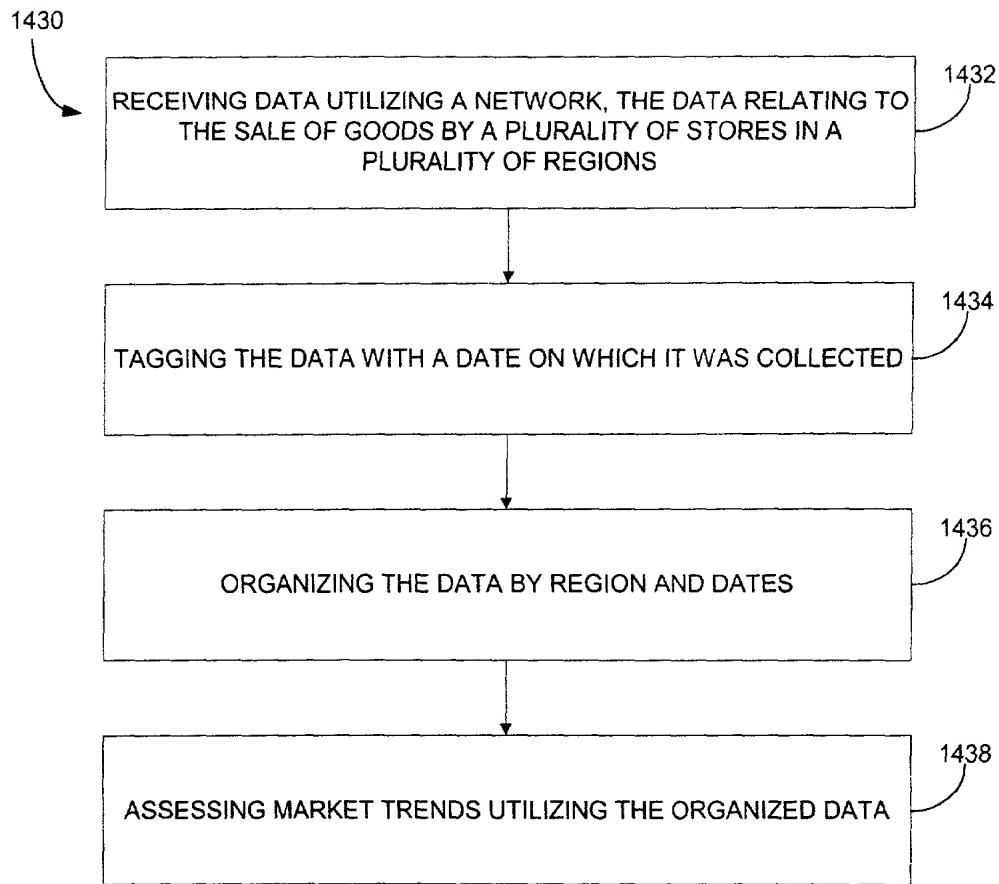 1430
RECEIVING DATA UTILIZING A NETWORK, THE DATA RELATING TO
THE SALE OF GOODS BY A PLURALITY OF STORES IN A
PLURALITY OF REGIONS
1432
TAGGING THE DATA WITH A DATE ON WHICH IT WAS COLLECTED
1434
ORGANIZING THE DATA BY REGION AND DATES
1436
ASSESSING MARKET TRENDS UTILIZING THE ORGANIZED DATA
1438